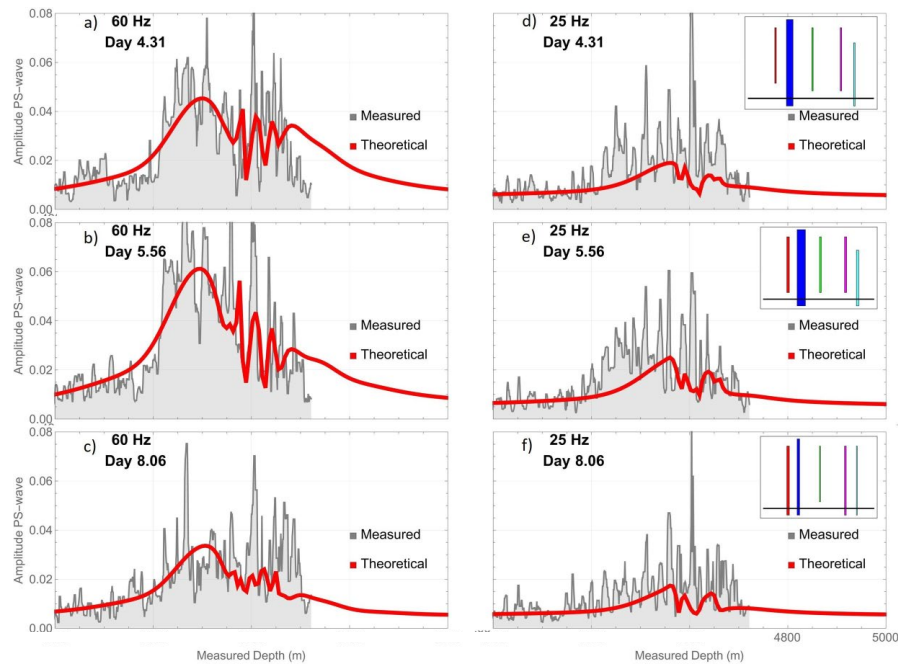 a) 60 Hz
Day 4.31
0.08
0.06
0.04
0.02
0.00
Amplitude PS-wave
Measured
Theoretical
d) 25 Hz
Day 4.31
Measured
Theoretical
b) 60 Hz
Day 5.56
0.08
0.06
0.04
0.02
0.00
Amplitude PS-wave
Measured
Theoretical
e) 25 Hz
Day 5.56
Measured
Theoretical
c) 60 Hz
Day 8.06
0.08
0.06
0.04
0.02
0.00
Amplitude PS-wave
Measured
Theoretical
Measured Depth (m)
f) 25 Hz
Day 8.06
Measured
Theoretical
4800 5000
Measured Depth (m)